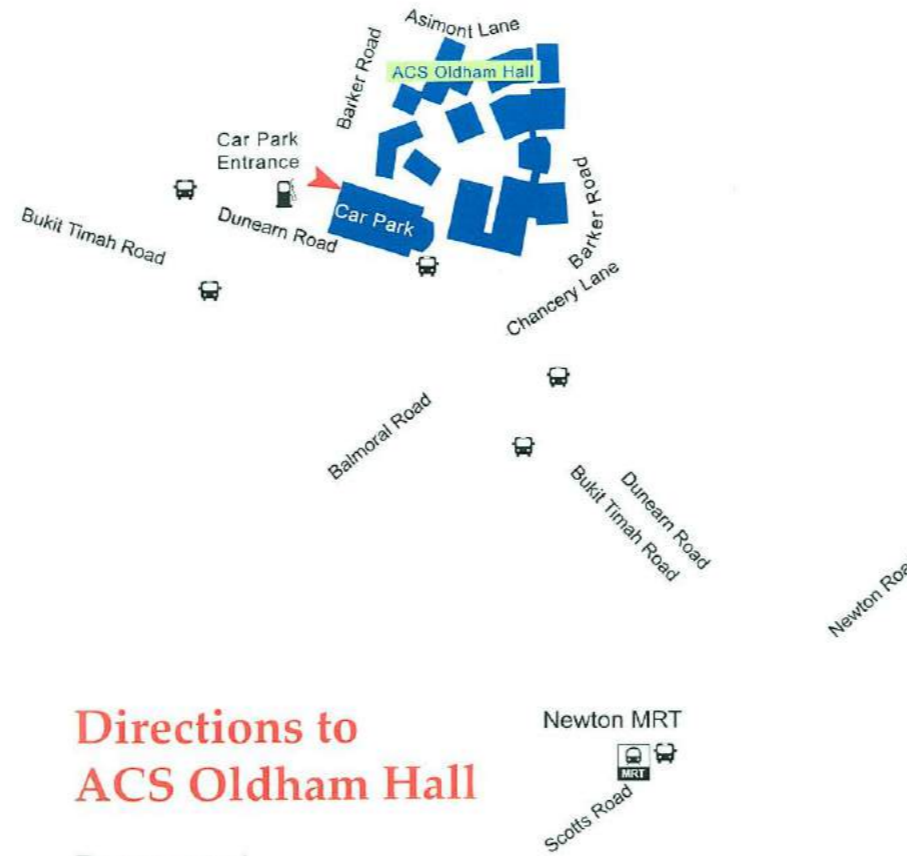 Asimont Lane
Barker Road
ACS Oldham Hall
Car Park
Entrance
Car Park
Dunearn Road
Bukit Timah Road
Barker Road
Chancery Lane
Balmoral Road
Dunearn Road
Bukit Timah Road
Newton Road
Directions to
ACS Oldham Hall
Newton MRT
MRT
Scotts Road